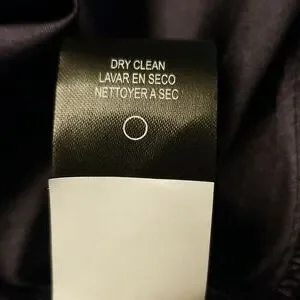 DRY CLEAN
LAVAR EN SECO
NETTOYER A SEC